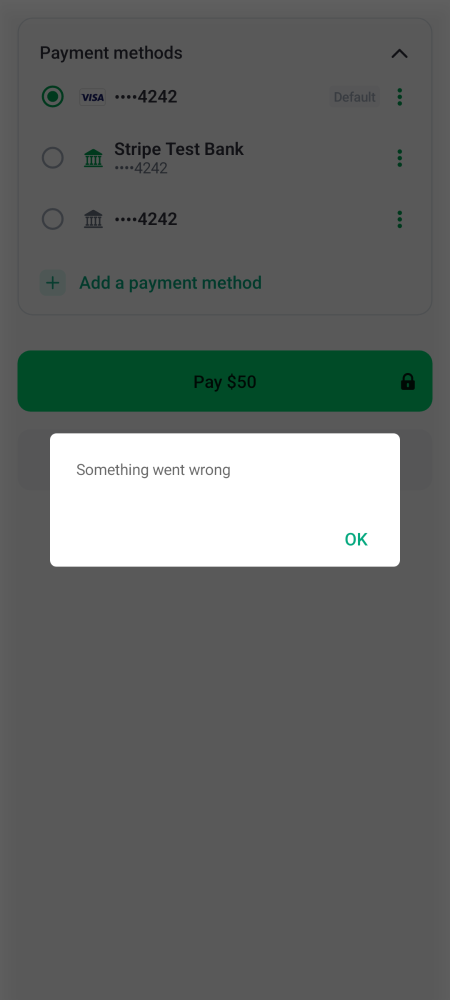 Payment methods
VISA ••••4242 Default
Stripe Test Bank
••••4242
••••4242
Add a payment method
Pay $50
Something went wrong
OK